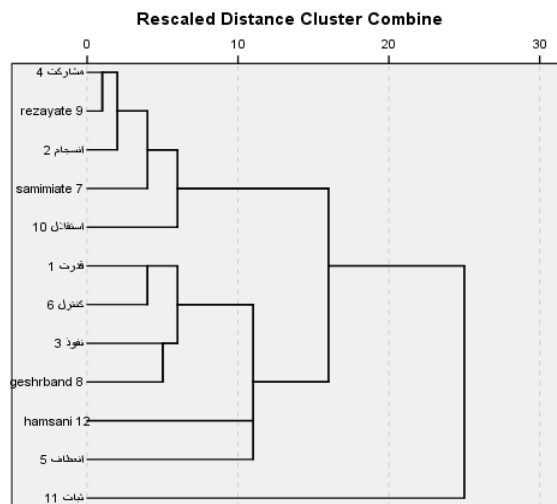 Rescaled Distance Cluster Combine
0 10 20 30
مشارکت 4
rezayate 9
انسجام 2
samimiate 7
استقلال 10
قدرت 1
کنترل 6
نفوذ 3
geshrband 8
hamsani 12
انعطاف 5
ثبات 11